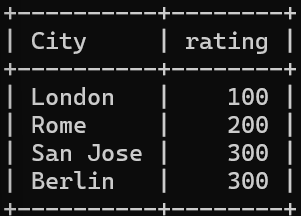 +----------+--------+
| City     | rating |
+----------+--------+
| London   |    100 |
| Rome     |    200 |
| San Jose |    300 |
| Berlin   |    300 |
+----------+--------+